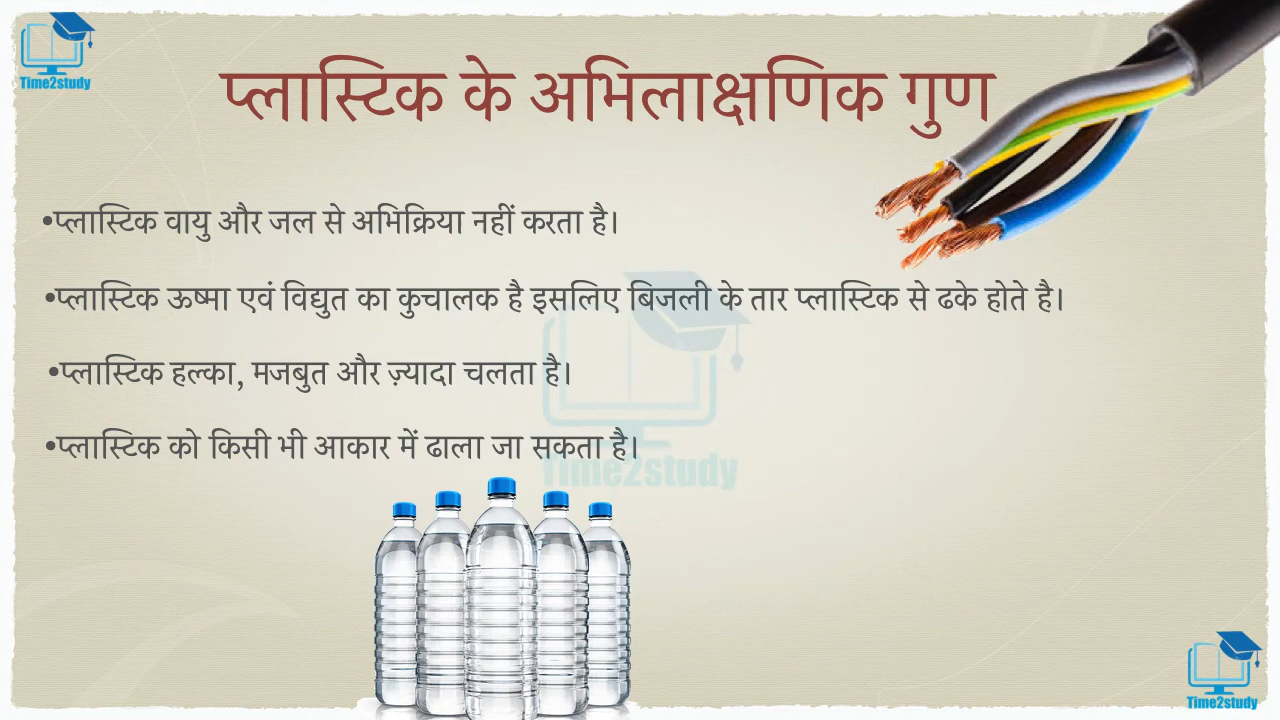 Time2study
प्लास्टिक के अभिलाक्षणिक गुण
•प्लास्टिक वायु और जल से अभिक्रिया नहीं करता है।
•प्लास्टिक ऊष्मा एवं विद्युत का कुचालक है इसलिए बिजली के तार प्लास्टिक से ढके होते है।
•प्लास्टिक हल्का, मजबुत और ज़्यादा चलता है।
•प्लास्टिक को किसी भी आकार में ढाला जा सकता है।
Time2study
Time2study